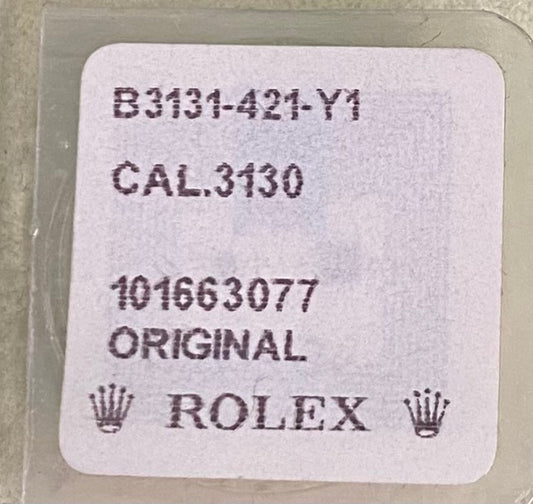 B3131-421-Y1
CAL.3130
101663077
ORIGINAL
ROLEX